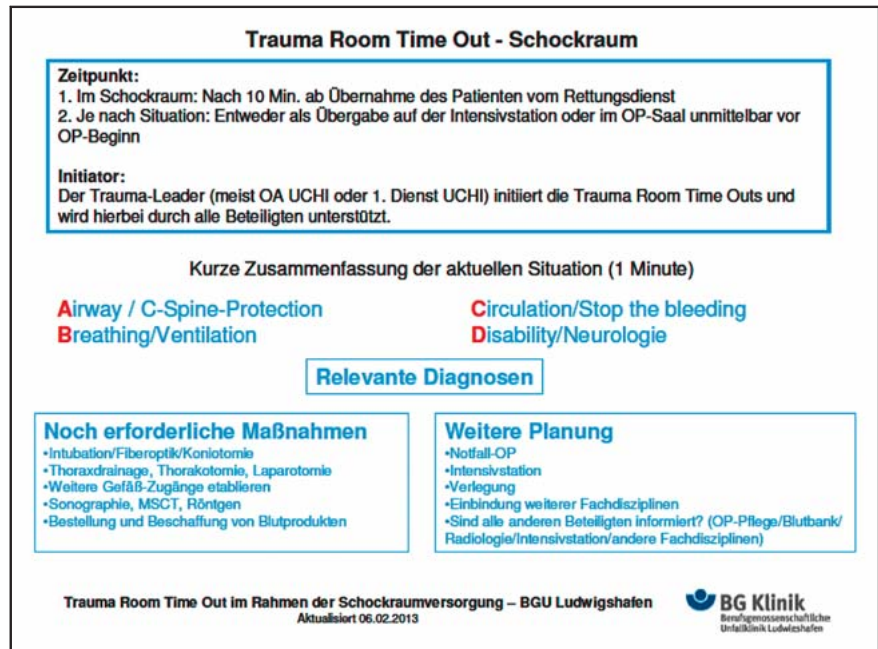 Trauma Room Time Out - Schockraum
Zeitpunkt:
1. Im Schockraum: Nach 10 Min. ab Übernahme des Patienten vom Rettungsdienst
2. Je nach Situation: Entweder als Übergabe auf der Intensivstation oder im OP-Saal unmittelbar vor
OP-Beginn
Initiator:
Der Trauma-Leader (meist OA UCHI oder 1. Dienst UCHI) initiiert die Trauma Room Time Outs und
wird hierbei durch alle Beteiligten unterstützt.
Kurze Zusammenfassung der aktuellen Situation (1 Minute)
Airway / C-Spine-Protection
Breathing/Ventilation
Circulation/Stop the bleeding
Disability/Neurologie
Relevante Diagnosen
Noch erforderliche Maßnahmen
•Intubation/Fiberoptik/Koniotomie
•Thoraxdrainage, Thorakotomie, Laparotomie
•Weitere Gefäß-Zugänge etablieren
•Sonographie, MSCT, Röntgen
•Bestellung und Beschaffung von Blutprodukten
Weitere Planung
•Notfall-OP
•Intensivstation
•Verlegung
•Einbindung weiterer Fachdisziplinen
•Sind alle anderen Beteiligten informiert? (OP-Pflege/Blutbank/
Radiologie/Intensivstation/andere Fachdisziplinen)
Trauma Room Time Out im Rahmen der Schockraumversorgung – BGU Ludwigshafen
Aktualisiert 06.02.2013
BG Klinik
Berufsgenossenschaftliche
Unfallklinik Ludwigshafen